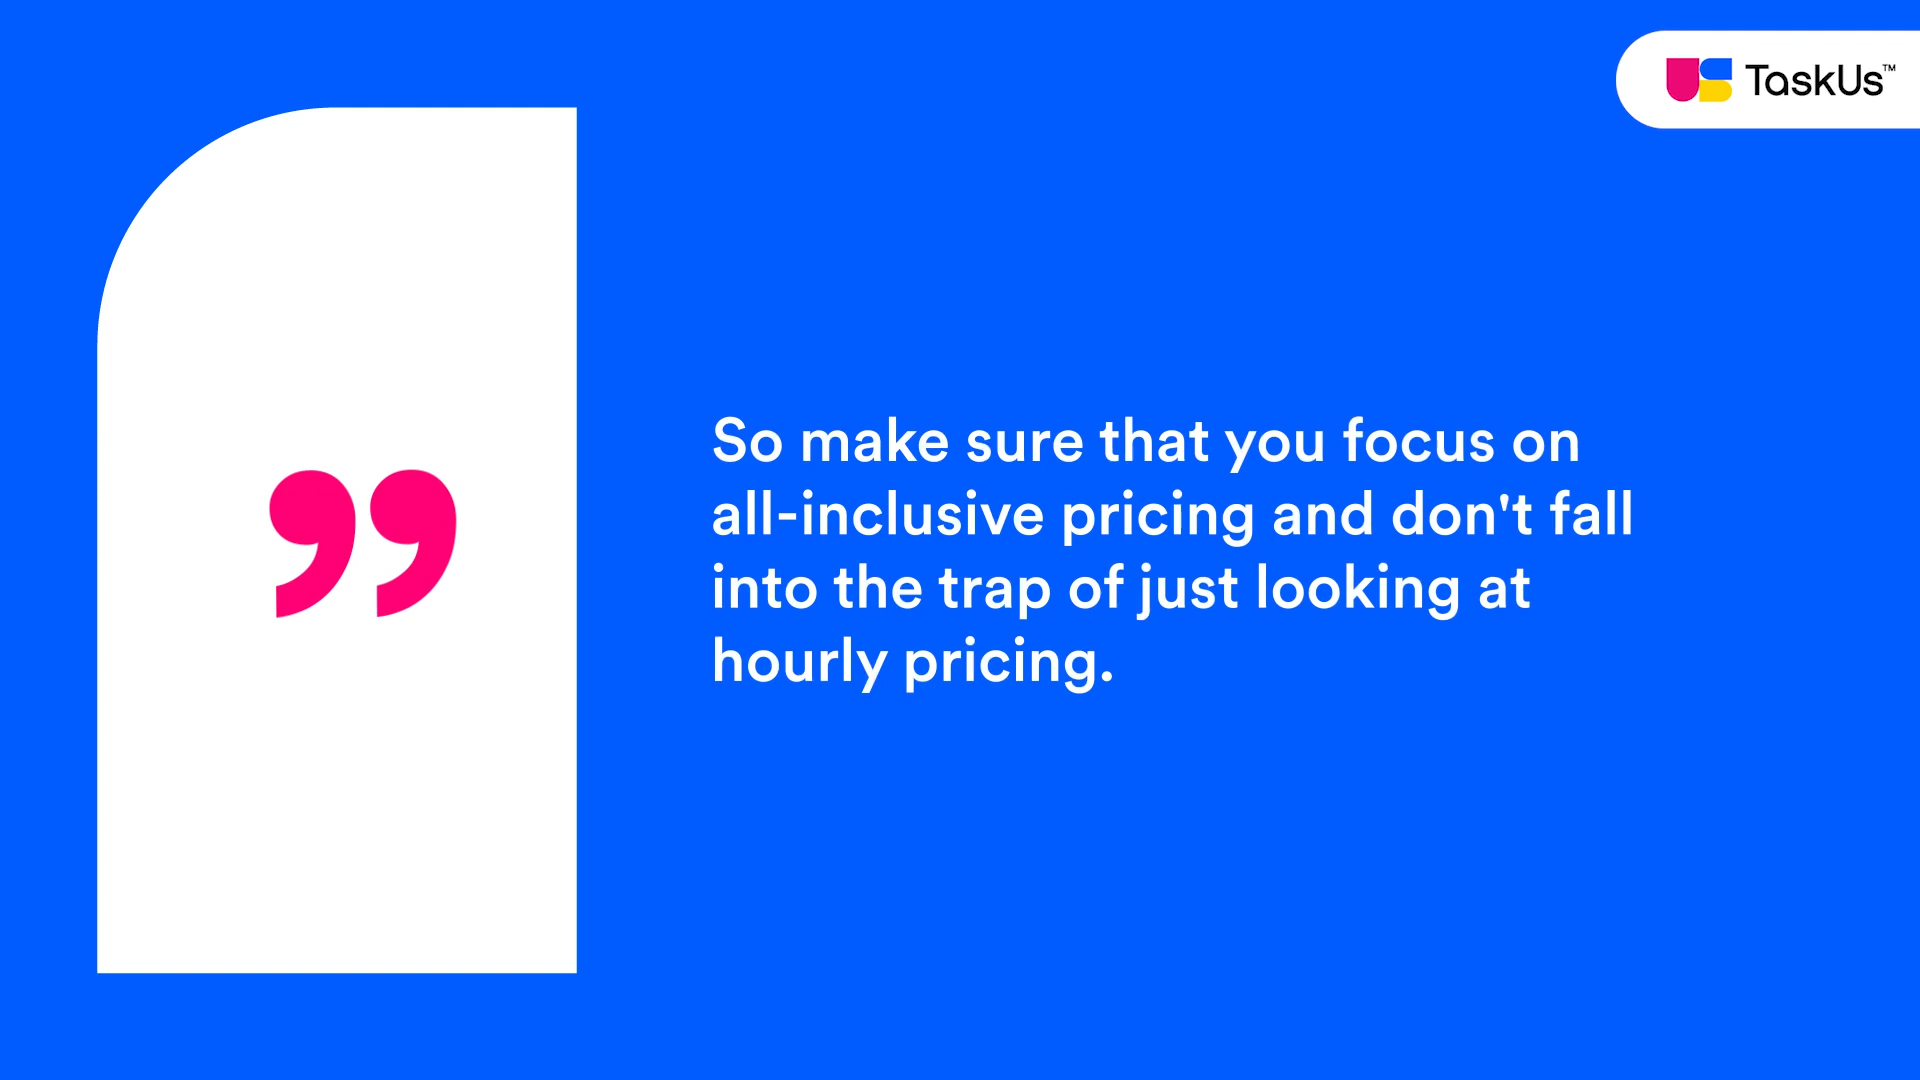 TaskUs™
So make sure that you focus on
all-inclusive pricing and don't fall
into the trap of just looking at
hourly pricing.